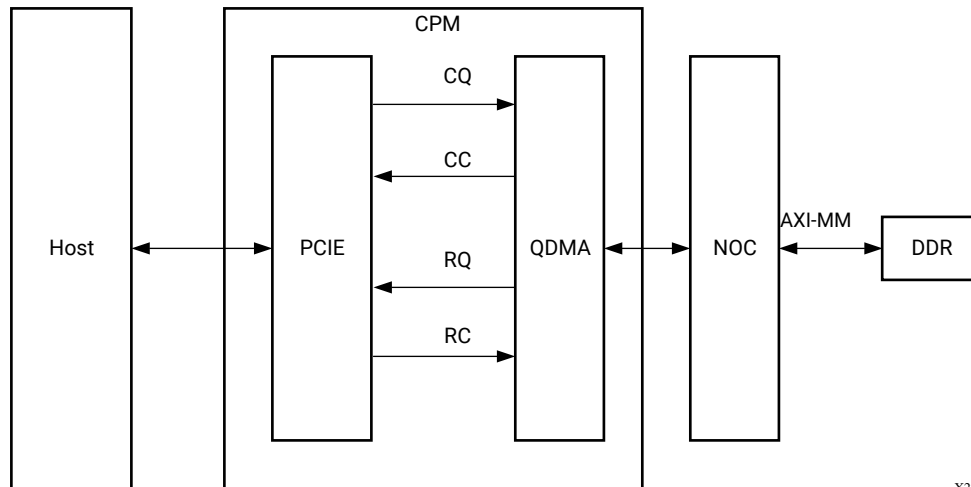 CPM
CQ
CC
AXI-MM
Host
PCIE
RQ
QDMA
NOC
DDR
RC